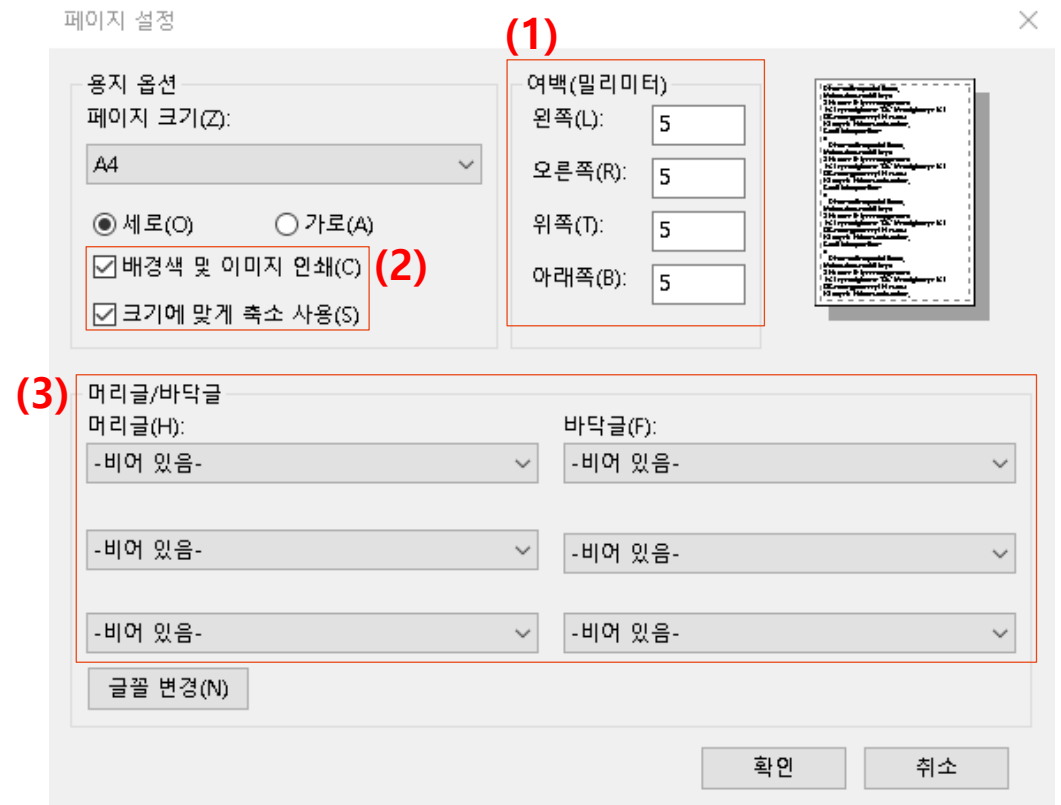 페이지 설정
(1)
용지 옵션
페이지 크기(Z):
A4
세로(O) 가로(A)
배경색 및 이미지 인쇄(C) (2)
크기에 맞게 축소 사용(S)
여백(밀리미터)
왼쪽(L): 5
오른쪽(R): 5
위쪽(T): 5
아래쪽(B): 5
(3)
머리글/바닥글
머리글(H): 바닥글(F):
-비어 있음- -비어 있음-
-비어 있음- -비어 있음-
-비어 있음- -비어 있음-
글꼴 변경(N)
확인 취소